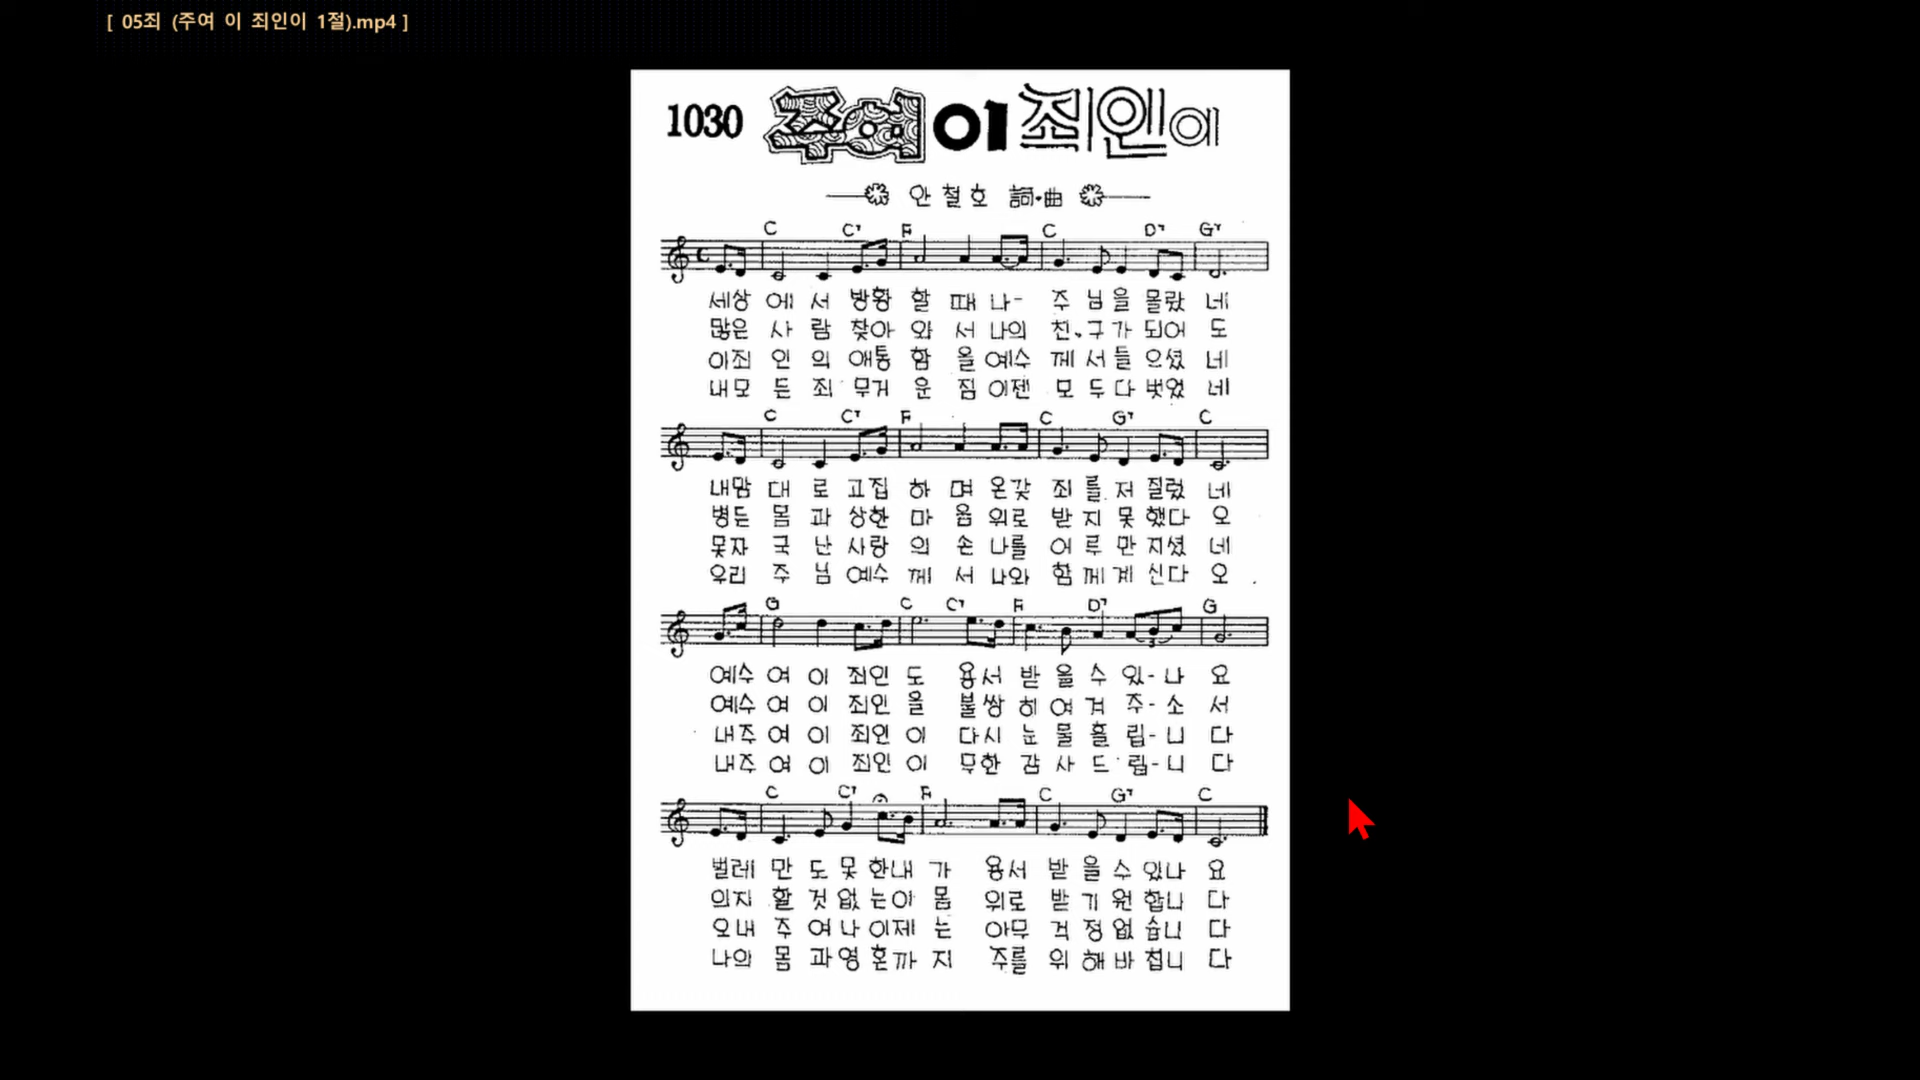 [ 05죄 (주여 이 죄인이 1절).mp4 ]
1030 주여 이 죄인이
안철호 詞·曲
C C7 F C D7 G7
세상 에 서 방황 할 때 나- 주 님 을 몰랐 네
많은 사 람 찾아 와 서 나의 친 구 가 되어 도
이죄 인 의 애통 함 을 예수 께 서 들 으셨 네
내모 든 죄 무거 운 짐 이젠 모 두 다 벗었 네
C C7 F C G7 C
내맘 대 로 고집 하 며 온갖 죄 를 저 질렀 네
병든 몸 과 상한 마 음 위로 받 지 못 했다 오
못자 국 난 사랑 의 손 나를 어 루 만 지셨 네
우리 주 님 예수 께 서 나와 함 께 계 신다 오
G C C7 F D7 G
예수 여 이 죄인 도 용서 받 을 수 있- 나 요
예수 여 이 죄인 을 불쌍 히 여 겨 주- 소 서
내주 여 이 죄인 이 다시 눈 물 흘 립- 니 다
내주 여 이 죄인 이 무한 감 사 드 립- 니 다
3
C C7 F C G7 C
벌레 만 도 못 한내 가 용서 받 을 수 있나 요
의지 할 것 없 는이 몸 위로 받 기 원 합니 다
오내 주 여 나 이제 는 아무 걱 정 없 습니 다
나의 몸 과 영 혼까 지 주를 위 해 바 칩니 다